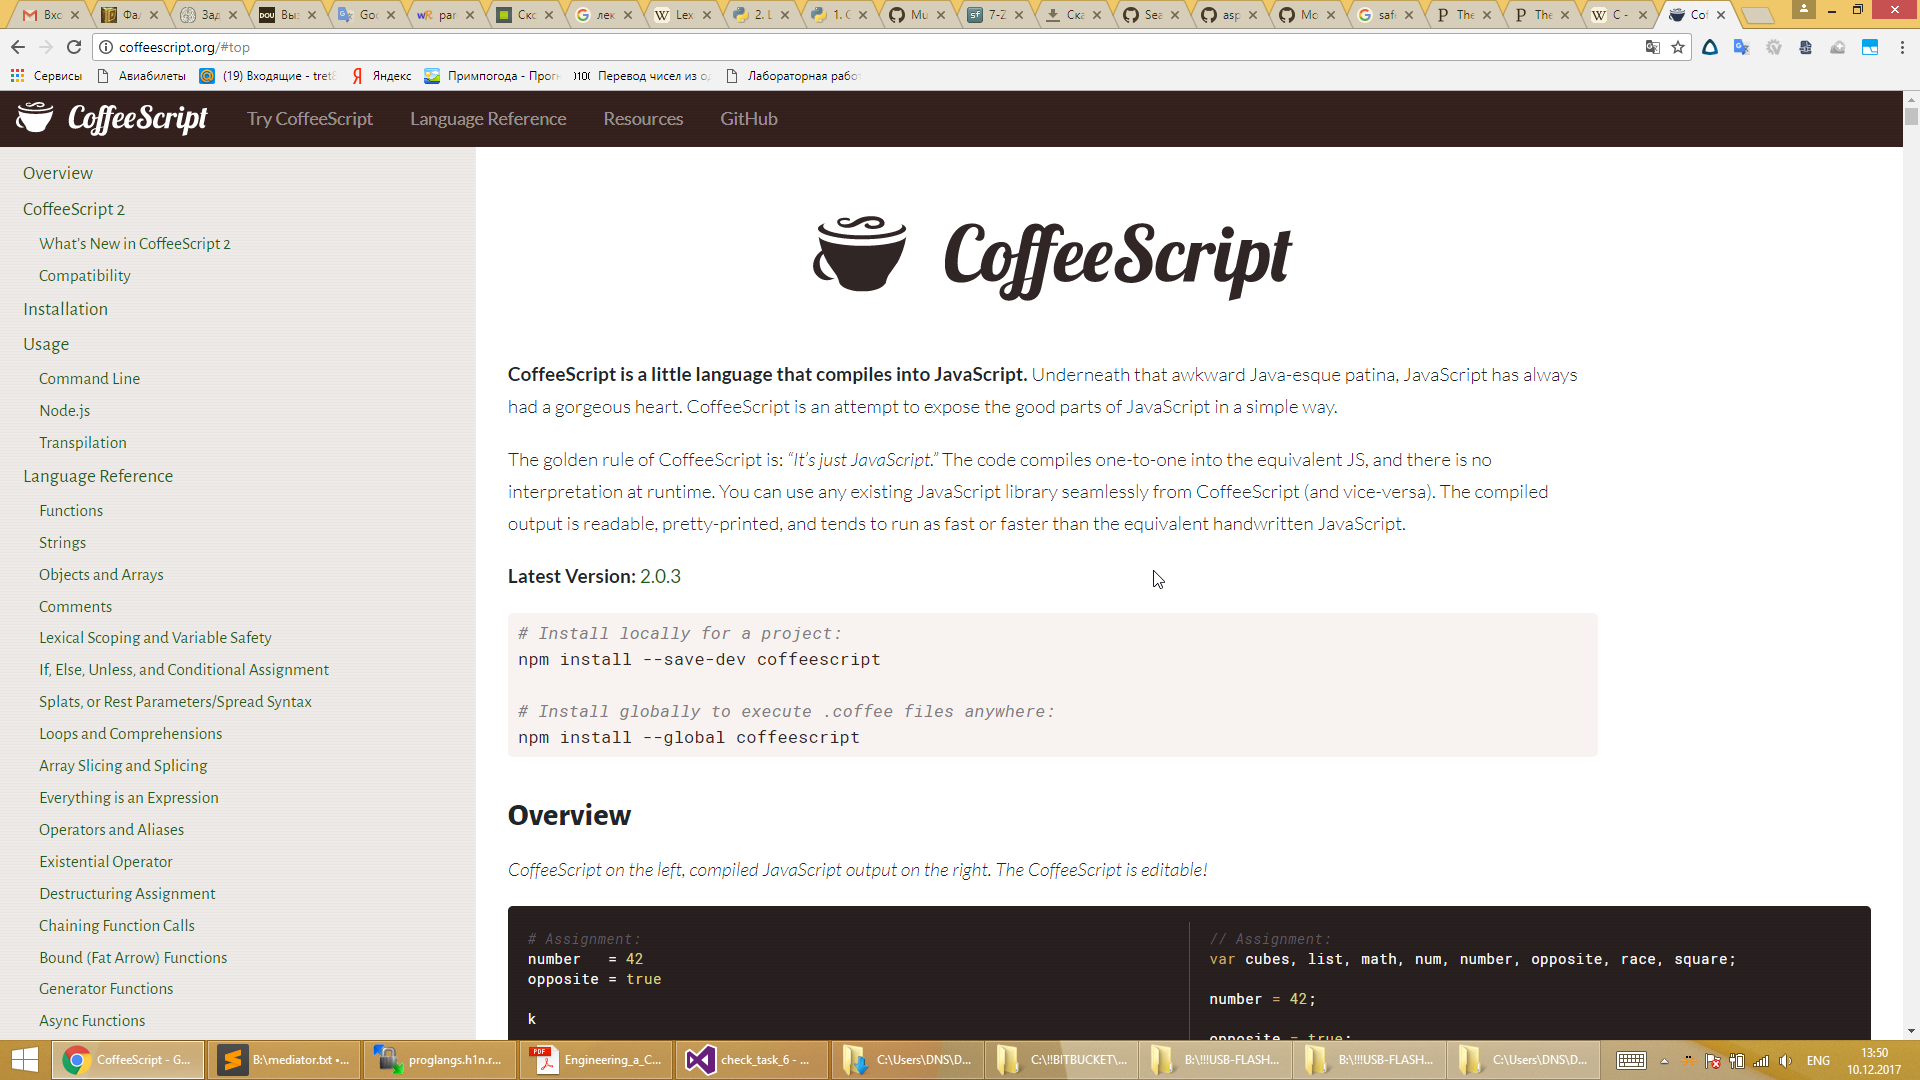 Вхо
Фа
Зад
DOU
Вы
Goo
wR
par
Ско
лек
Lex
2. L
1. C
Mu
sf
7-Z
Ска
Sea
asp
Mo
saf
The
The
C -
Cof
coffeescript.org/#top
Сервисы
Авиабилеты
(19) Входящие - tret
Яндекс
Примпогода - Прог
Перевод чисел из о
Лабораторная рабо
CoffeeScript
Try CoffeeScript
Language Reference
Resources
GitHub
Overview
CoffeeScript 2
What's New in CoffeeScript 2
Compatibility
Installation
Usage
Command Line
Node.js
Transpilation
Language Reference
Functions
Strings
Objects and Arrays
Comments
Lexical Scoping and Variable Safety
If, Else, Unless, and Conditional Assignment
Splats, or Rest Parameters/Spread Syntax
Loops and Comprehensions
Array Slicing and Splicing
Everything is an Expression
Operators and Aliases
Existential Operator
Destructuring Assignment
Chaining Function Calls
Bound (Fat Arrow) Functions
Generator Functions
Async Functions
CoffeeScript
CoffeeScript is a little language that compiles into JavaScript. Underneath that awkward Java-esque patina, JavaScript has always
had a gorgeous heart. CoffeeScript is an attempt to expose the good parts of JavaScript in a simple way.
The golden rule of CoffeeScript is: “It's just JavaScript.” The code compiles one-to-one into the equivalent JS, and there is no
interpretation at runtime. You can use any existing JavaScript library seamlessly from CoffeeScript (and vice-versa). The compiled
output is readable, pretty-printed, and tends to run as fast or faster than the equivalent handwritten JavaScript.
Latest Version: 2.0.3
# Install locally for a project:
npm install --save-dev coffeescript
# Install globally to execute .coffee files anywhere:
npm install --global coffeescript
Overview
CoffeeScript on the left, compiled JavaScript output on the right. The CoffeeScript is editable!
# Assignment:
number   = 42
opposite = true
k
// Assignment:
var cubes, list, math, num, number, opposite, race, square;
number = 42;
opposite = true;
CoffeeScript - G...
B:\mediator.txt •...
proglangs.h1n.r...
PDF
Engineering_a_C...
check_task_6 - ...
C:\Users\DNS\D...
C:\!!BITBUCKET\...
B:\!!!USB-FLASH...
B:\!!!USB-FLASH...
C:\Users\DNS\D...
ENG
13:50
10.12.2017